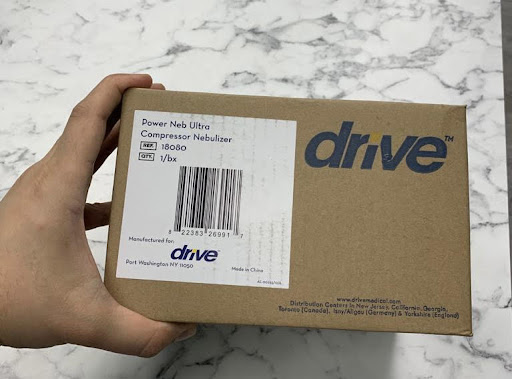 Power Neb Ultra
Compressor Nebulizer
REF. 18080
QTY. 1/bx
8 22383 26991 7
Manufactured for:
drive
Port Washington NY 11050
Made in China
drive™
www.drivemedical.com
Distribution Centers in New Jersey, California, Georgia,
Toronto (Canada), Isny/Allgäu (Germany) & Yorkshire (England)